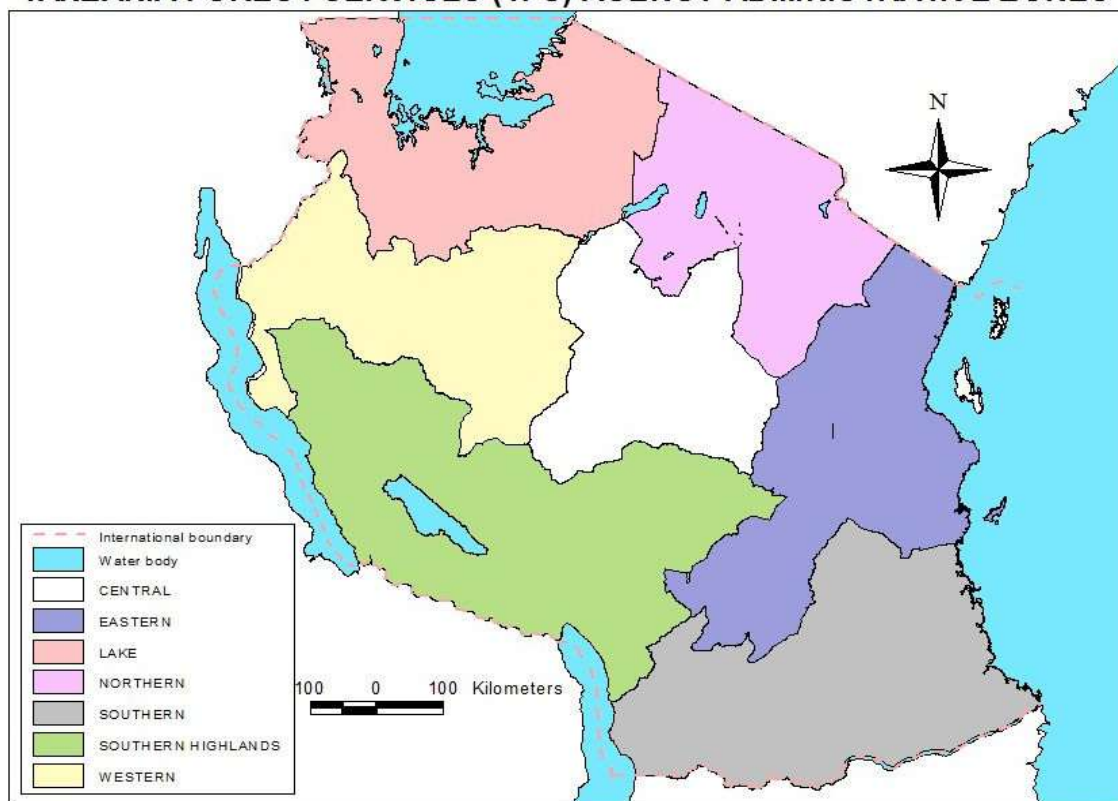 N
International boundary
Water body
CENTRAL
EASTERN
LAKE
NORTHERN
SOUTHERN
SOUTHERN HIGHLANDS
WESTERN
100 0 100 Kilometers